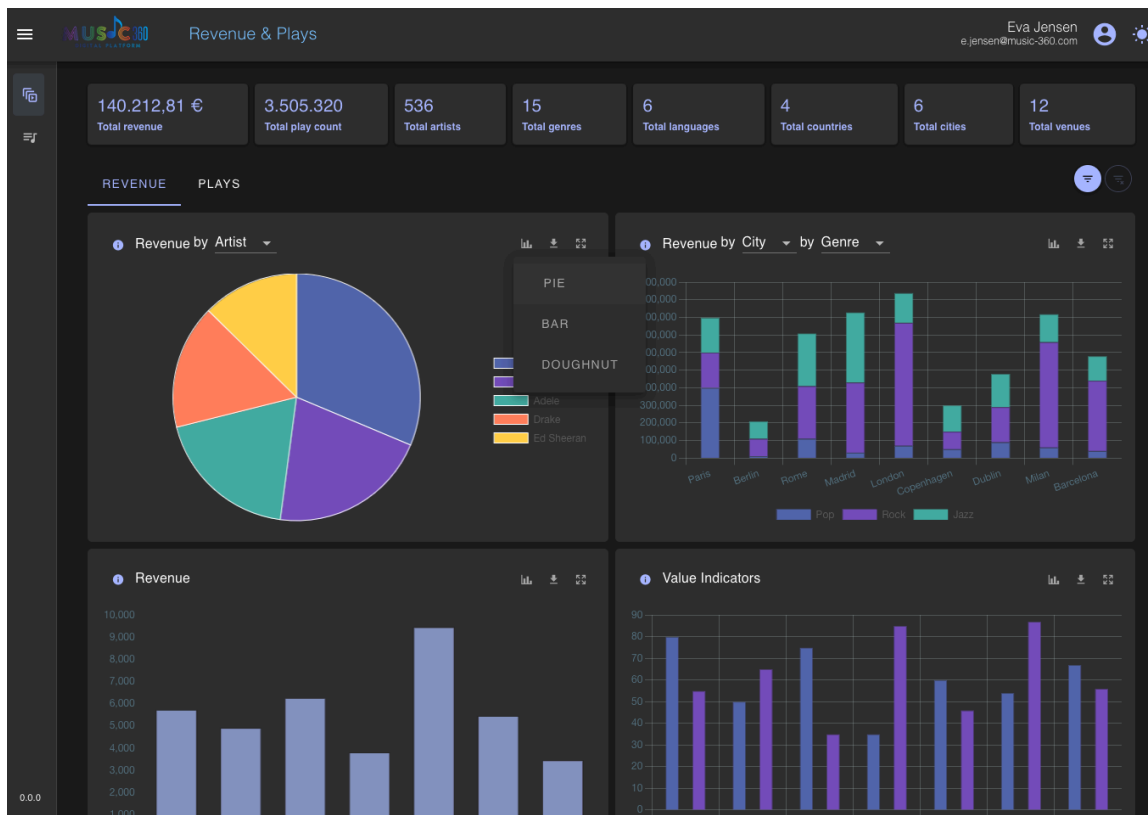 MUSIC360
PLATFORM
Revenue & Plays
Eva Jensen
e.jensen@music-360.com
140.212,81 €
Total revenue
3.505.320
Total play count
536
Total artists
15
Total genres
6
Total languages
4
Total countries
6
Total cities
12
Total venues
REVENUE
PLAYS
Revenue by Artist
PIE
BAR
DOUGHNUT
Adele
Drake
Ed Sheeran
Revenue by City by Genre
300,000
200,000
100,000
0
Paris
Berlin
Rome
Madrid
London
Copenhagen
Dublin
Milan
Barcelona
Pop
Rock
Jazz
Revenue
10,000
9,000
8,000
7,000
6,000
5,000
4,000
3,000
2,000
1,000
Value Indicators
90
80
70
60
50
40
30
20
10
0
0.0.0